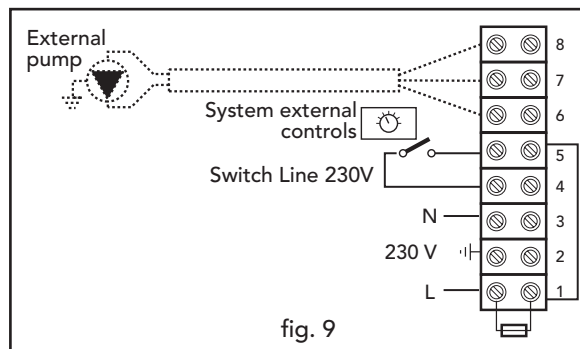 External
pump
8
7
System external
controls
6
5
Switch Line 230V
4
N
3
230 V
2
L
1
fig. 9